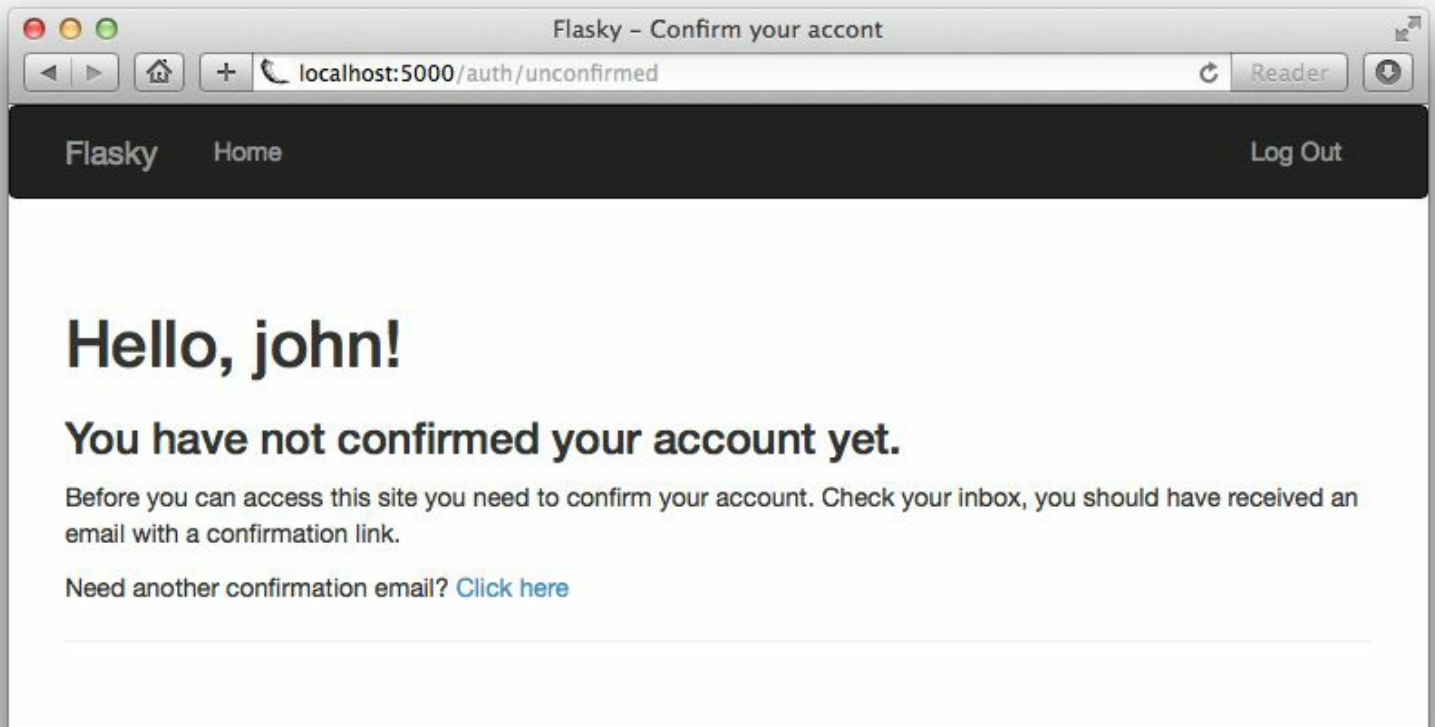 Flasky – Confirm your accont
localhost:5000/auth/unconfirmed
Reader
Flasky Home Log Out
Hello, john!
You have not confirmed your account yet.
Before you can access this site you need to confirm your account. Check your inbox, you should have received an
email with a confirmation link.
Need another confirmation email? Click here